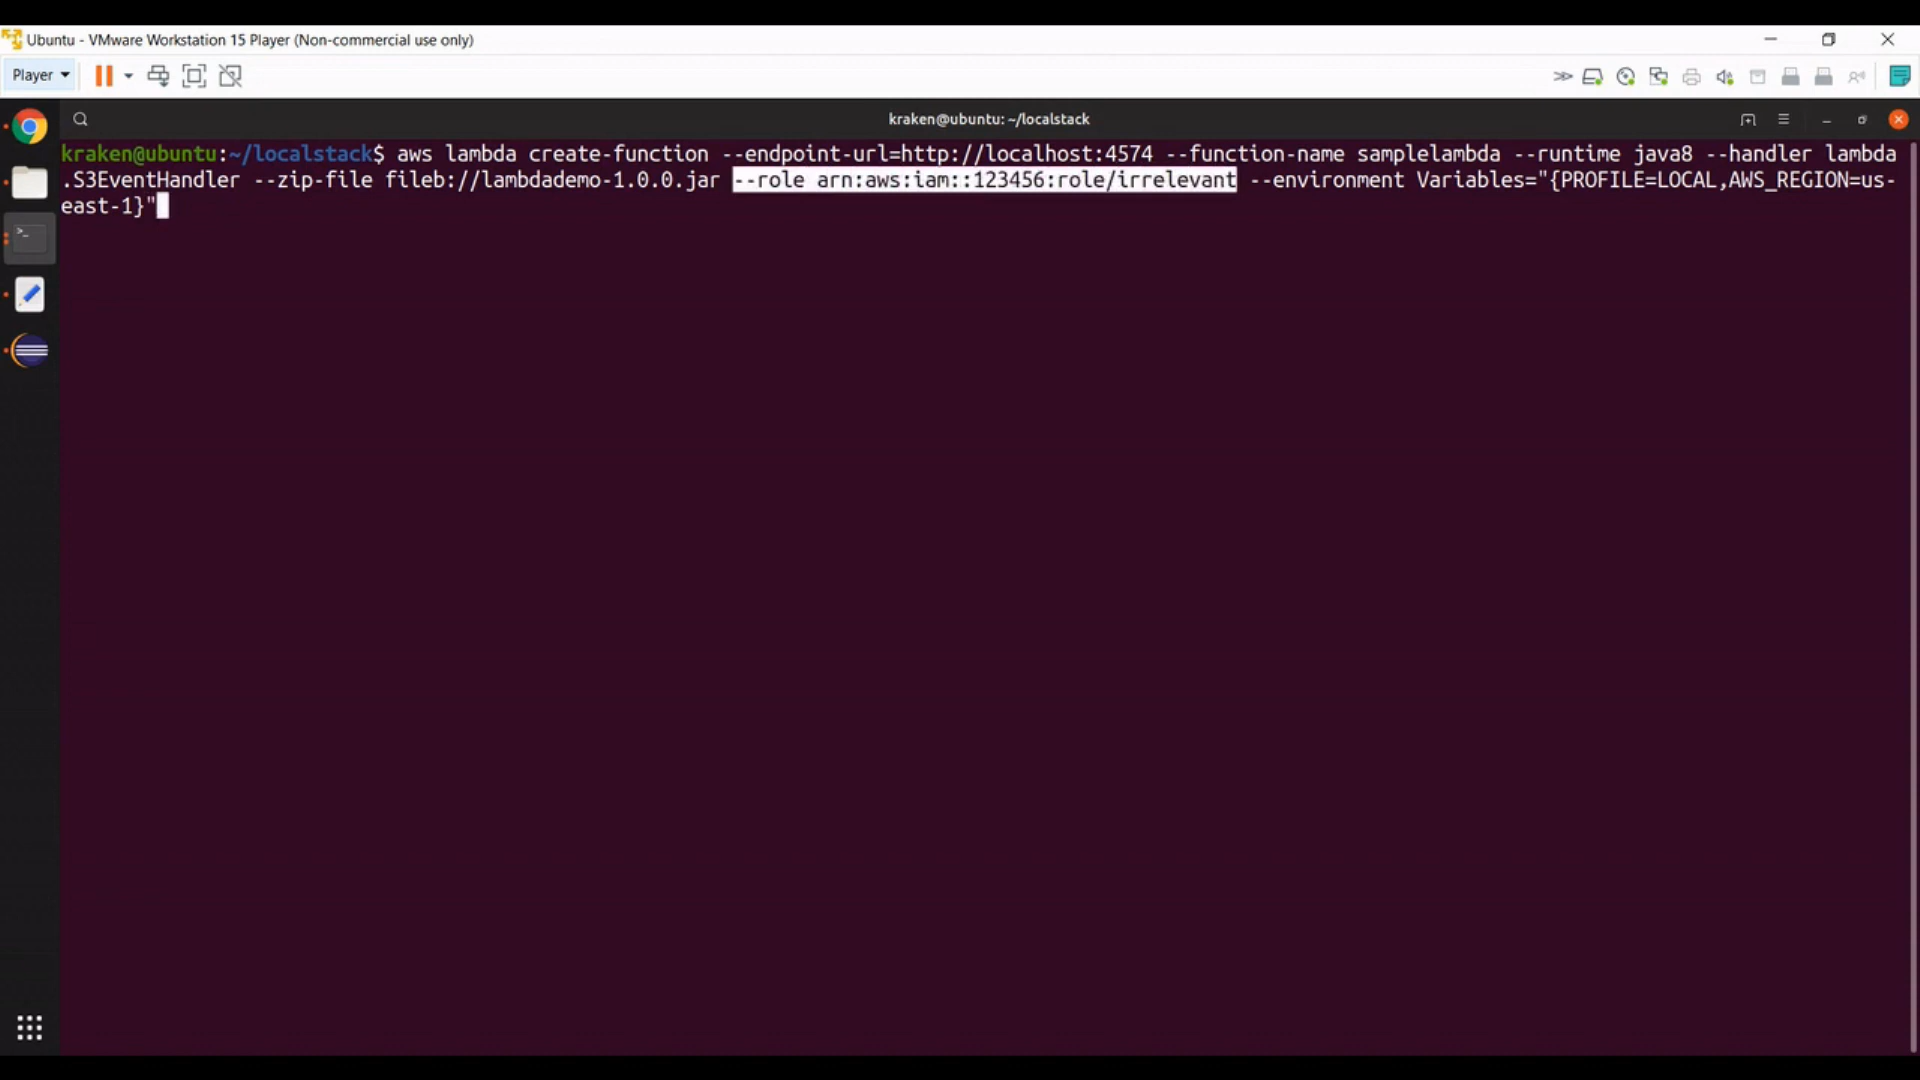 Ubuntu - VMware Workstation 15 Player (Non-commercial use only)
Player
kraken@ubuntu: ~/localstack
kraken@ubuntu:~/localstack$ aws lambda create-function --endpoint-url=http://localhost:4574 --function-name samplelambda --runtime java8 --handler lambda
.S3EventHandler --zip-file fileb://lambdademo-1.0.0.jar --role arn:aws:iam::123456:role/irrelevant --environment Variables="{PROFILE=LOCAL,AWS_REGION=us-
east-1}"